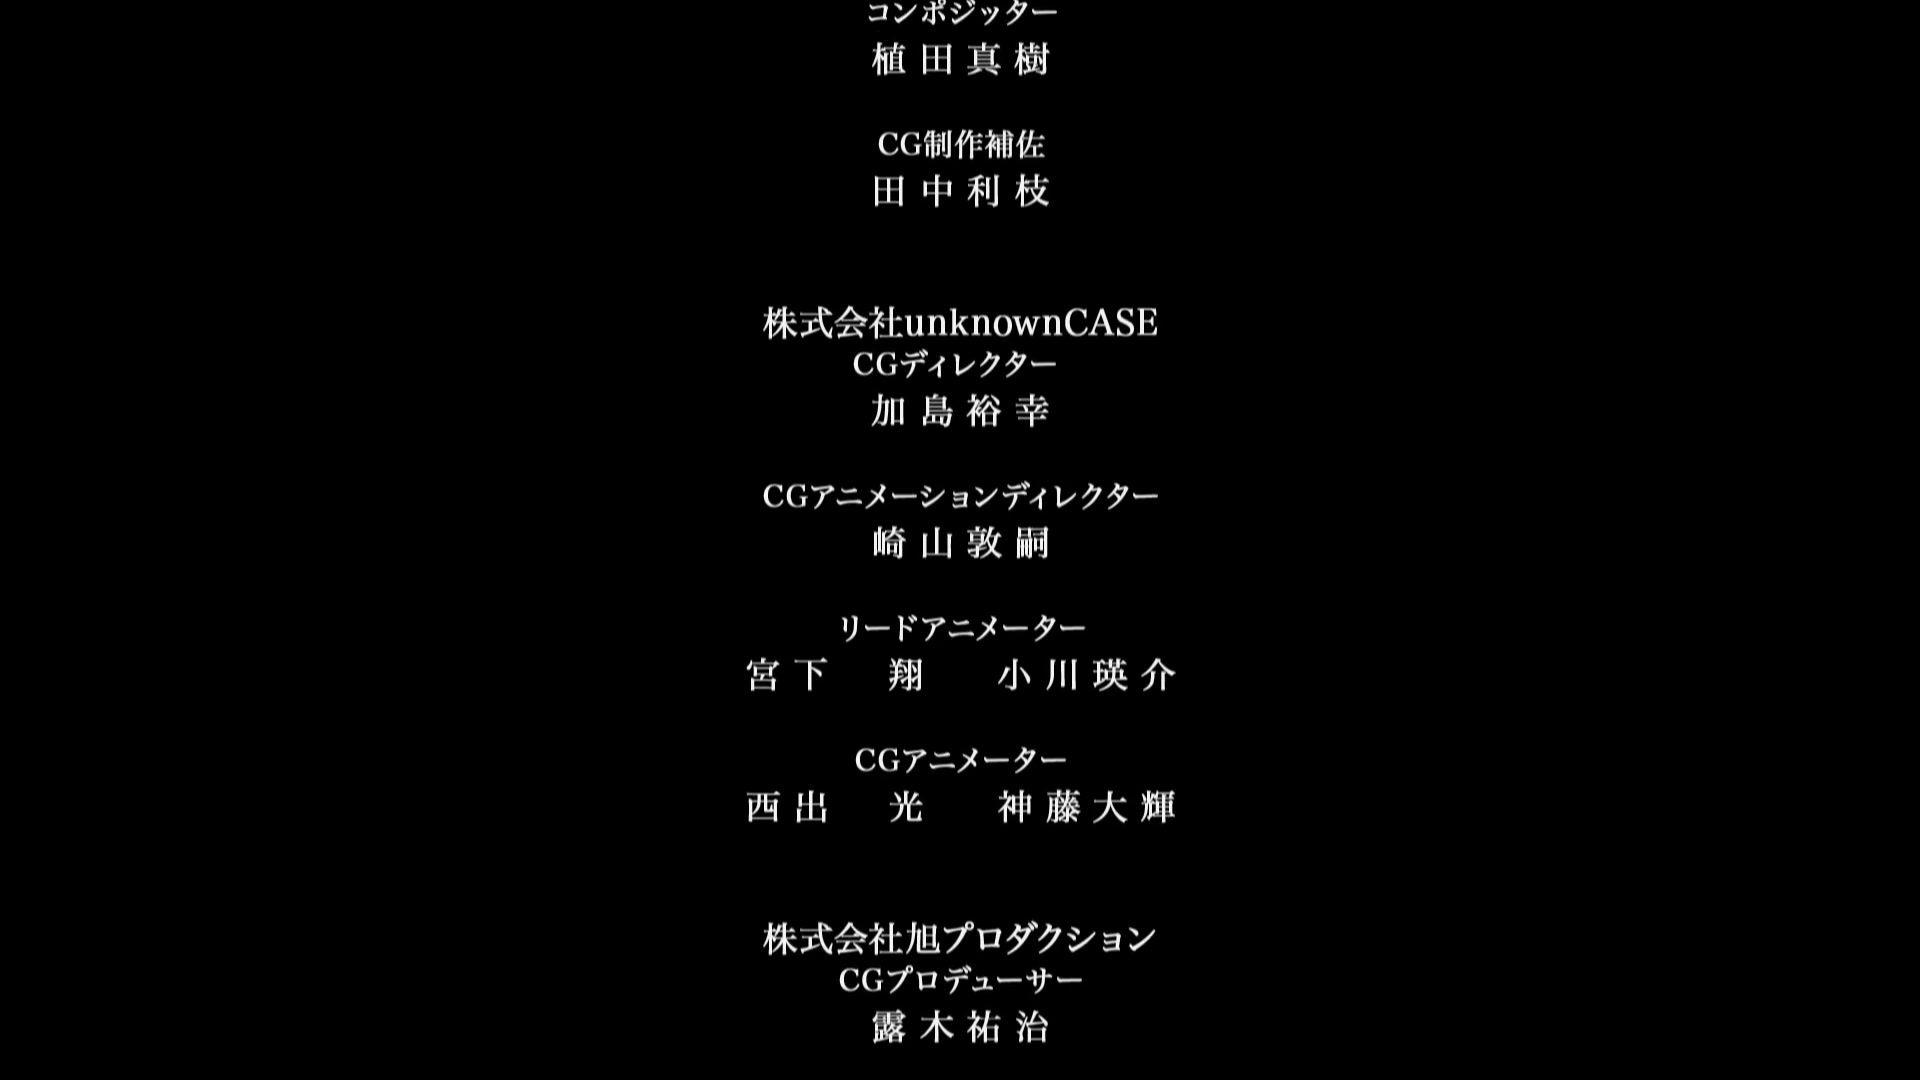 コンポジッター
植田真樹
CG制作補佐
田中利枝
株式会社unknownCASE
CGディレクター
加島裕幸
CGアニメーションディレクター
崎山敦嗣
リードアニメーター
宮下 翔 小川瑛介
CGアニメーター
西出 光 神藤大輝
株式会社旭プロダクション
CGプロデューサー
露木祐治